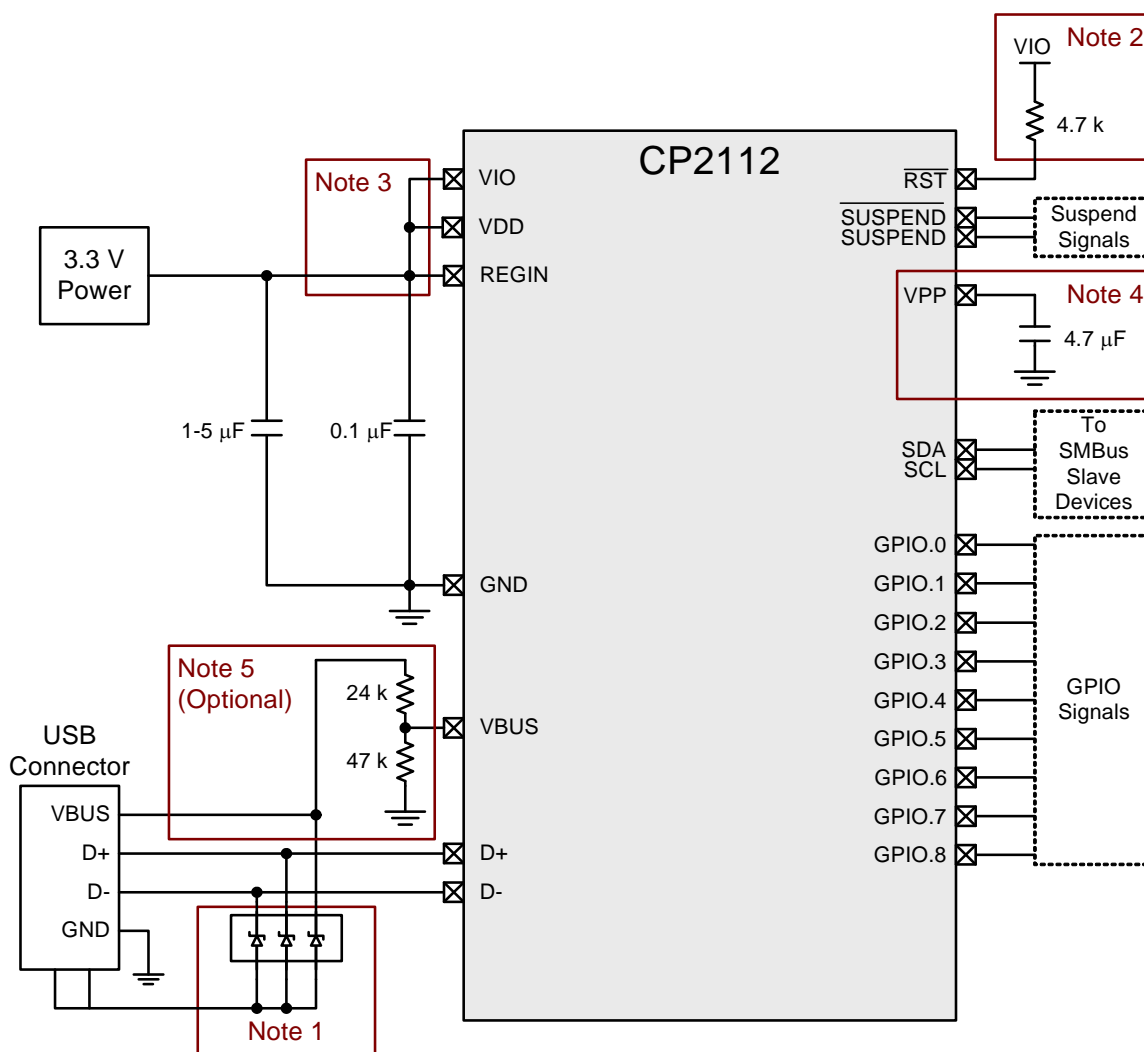 Note 2
VIO
4.7 k
CP2112
Note 3
VIO
VDD
REGIN
3.3 V
Power
RST
SUSPEND
SUSPEND
Suspend
Signals
VPP
Note 4
4.7 μF
1-5 μF
0.1 μF
SDA
SCL
To
SMBus
Slave
Devices
GND
GPIO.0
GPIO.1
GPIO.2
GPIO.3
GPIO.4
GPIO.5
GPIO.6
GPIO.7
GPIO.8
GPIO
Signals
Note 5
(Optional)
24 k
47 k
VBUS
USB
Connector
VBUS
D+
D-
GND
D+
D-
Note 1